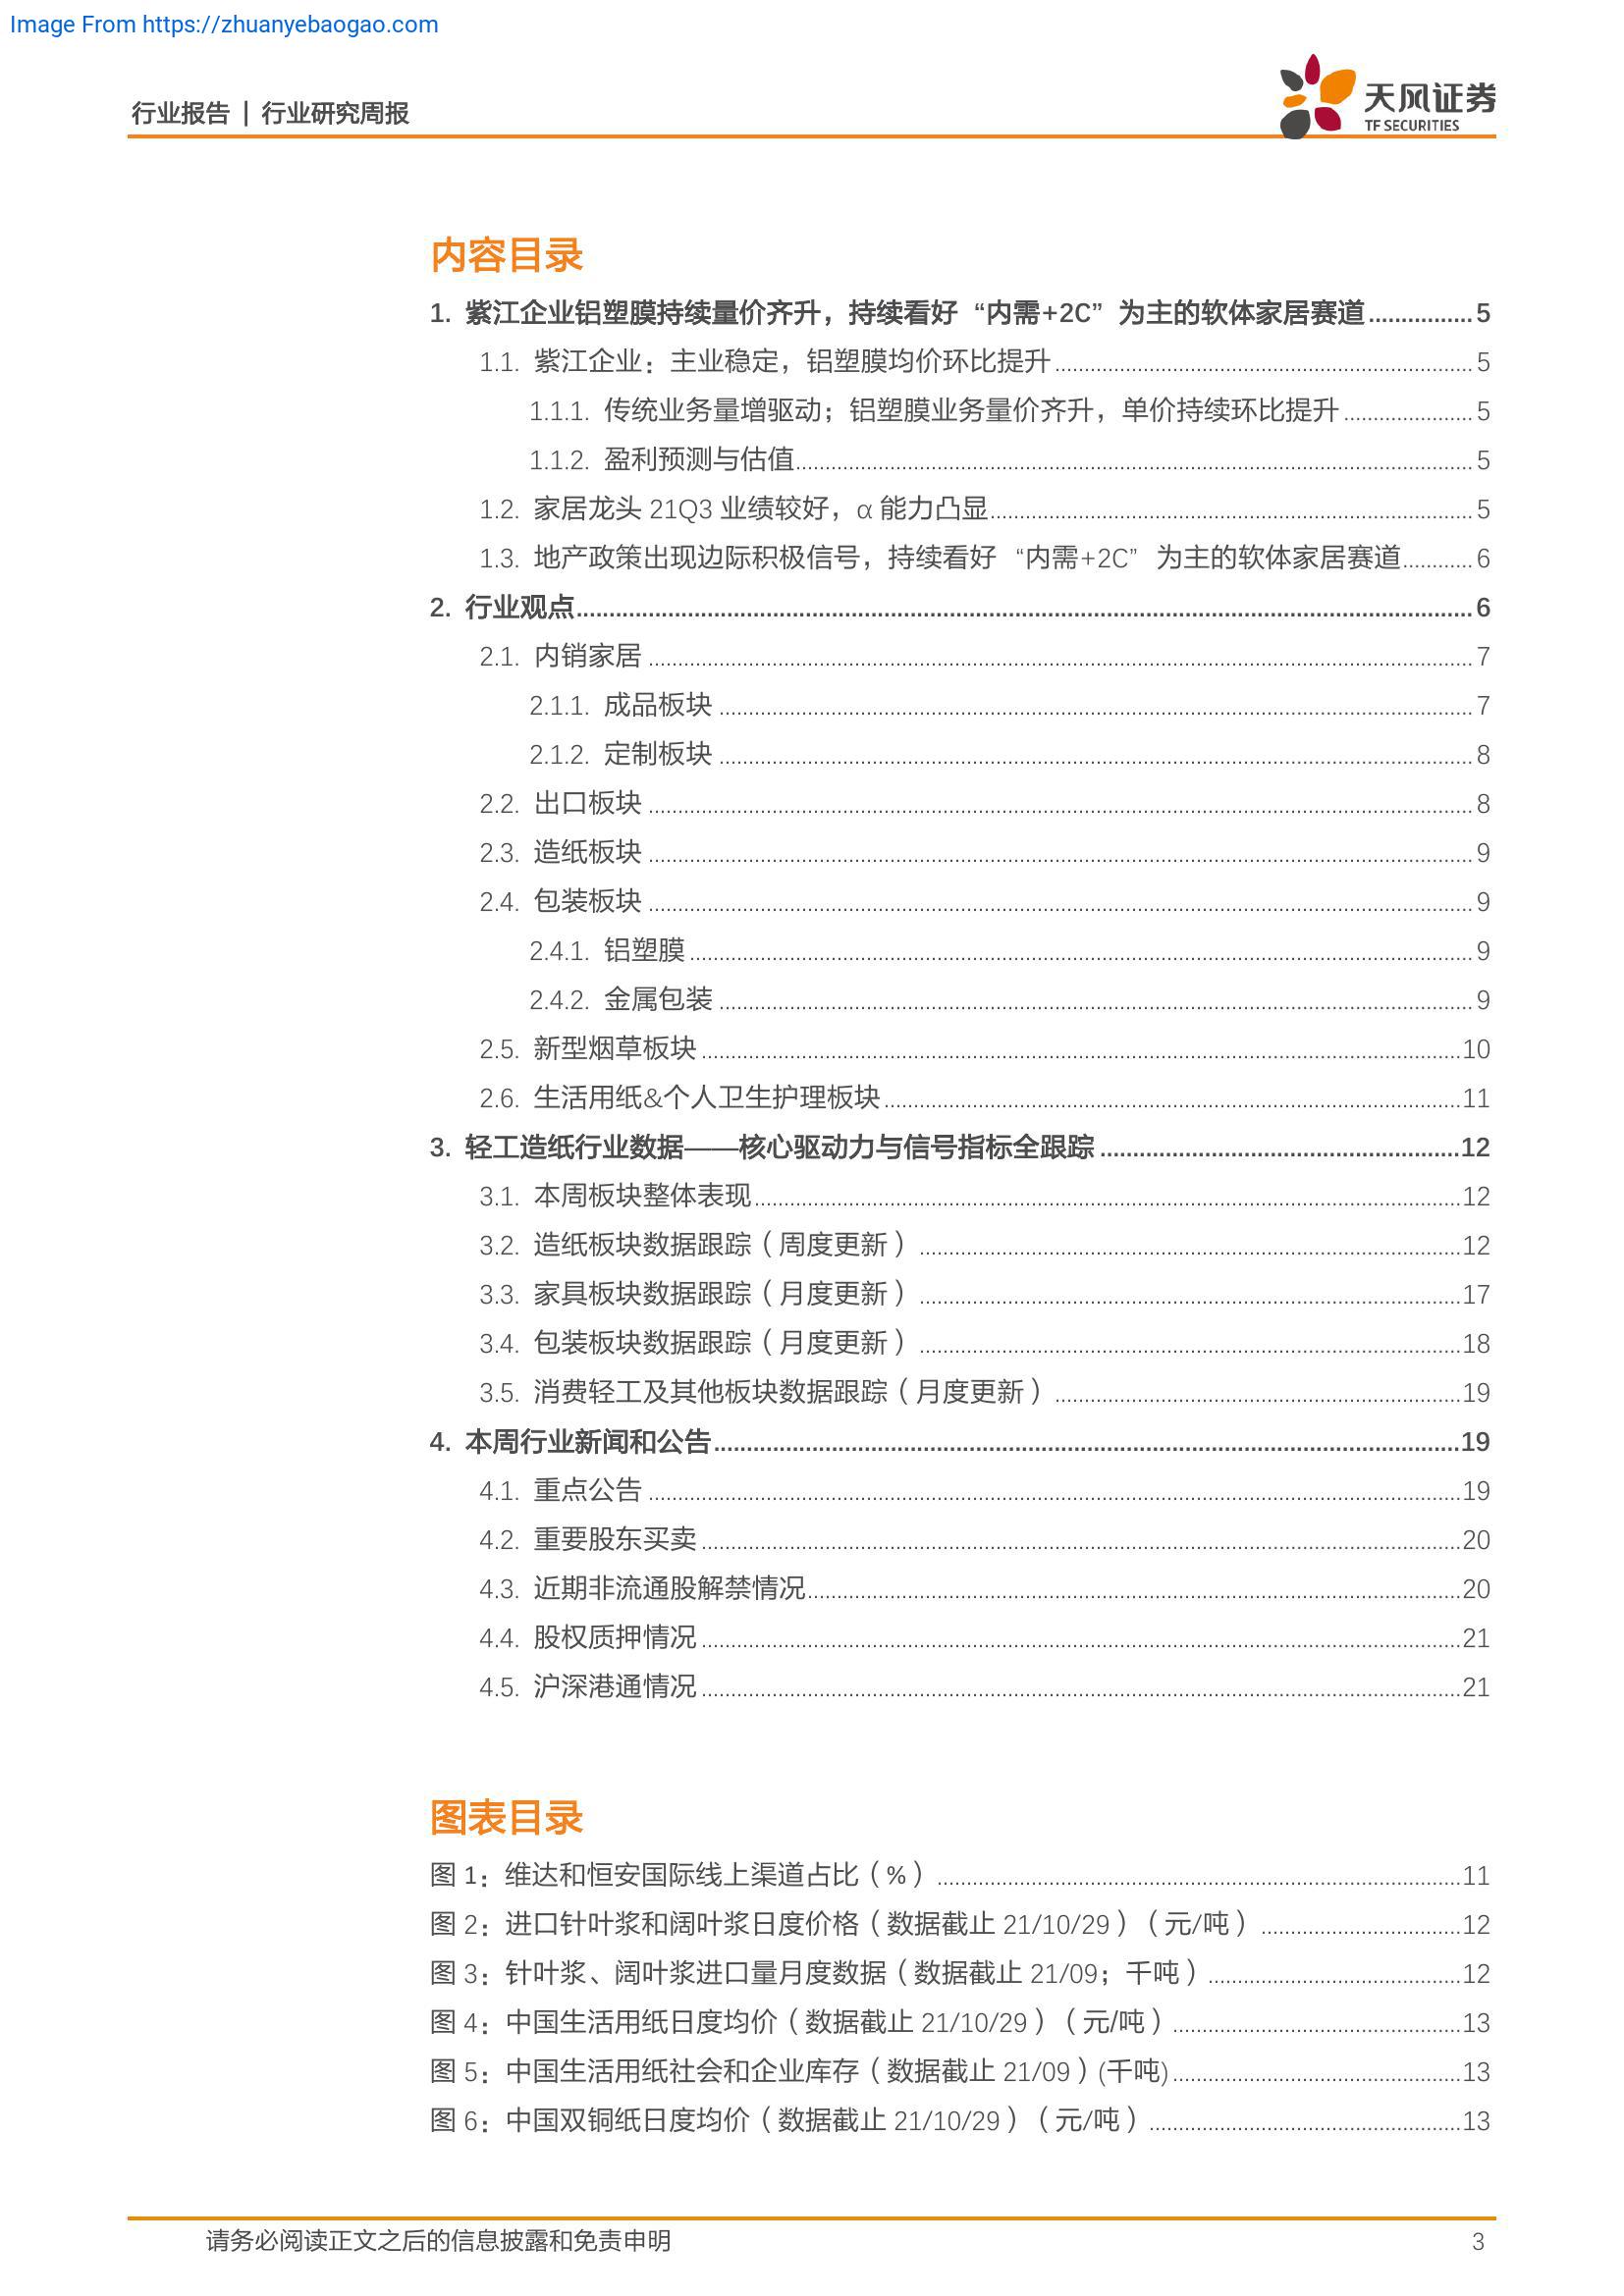 Image From https://zhuanyebaogao.com
行业报告 | 行业研究周报
天风证券
TF SECURITIES
内容目录
1. 紫江企业铝塑膜持续量价齐升，持续看好“内需+2C”为主的软体家居赛道................5
1.1. 紫江企业：主业稳定，铝塑膜均价环比提升................5
1.1.1. 传统业务量增驱动；铝塑膜业务量价齐升，单价持续环比提升................5
1.1.2. 盈利预测与估值................5
1.2. 家居龙头 21Q3 业绩较好，α 能力凸显................5
1.3. 地产政策出现边际积极信号，持续看好“内需+2C”为主的软体家居赛道................6
2. 行业观点................6
2.1. 内销家居................7
2.1.1. 成品板块................7
2.1.2. 定制板块................8
2.2. 出口板块................8
2.3. 造纸板块................9
2.4. 包装板块................9
2.4.1. 铝塑膜................9
2.4.2. 金属包装................9
2.5. 新型烟草板块................10
2.6. 生活用纸&个人卫生护理板块................11
3. 轻工造纸行业数据——核心驱动力与信号指标全跟踪................12
3.1. 本周板块整体表现................12
3.2. 造纸板块数据跟踪（周度更新）................12
3.3. 家具板块数据跟踪（月度更新）................17
3.4. 包装板块数据跟踪（月度更新）................18
3.5. 消费轻工及其他板块数据跟踪（月度更新）................19
4. 本周行业新闻和公告................19
4.1. 重点公告................19
4.2. 重要股东买卖................20
4.3. 近期非流通股解禁情况................20
4.4. 股权质押情况................21
4.5. 沪深港通情况................21
图表目录
图 1：维达和恒安国际线上渠道占比（%）................11
图 2：进口针叶浆和阔叶浆日度价格（数据截止 21/10/29）（元/吨）................12
图 3：针叶浆、阔叶浆进口量月度数据（数据截止 21/09；千吨）................12
图 4：中国生活用纸日度均价（数据截止 21/10/29）（元/吨）................13
图 5：中国生活用纸社会和企业库存（数据截止 21/09）(千吨)................13
图 6：中国双铜纸日度均价（数据截止 21/10/29）（元/吨）................13
请务必阅读正文之后的信息披露和免责申明 3